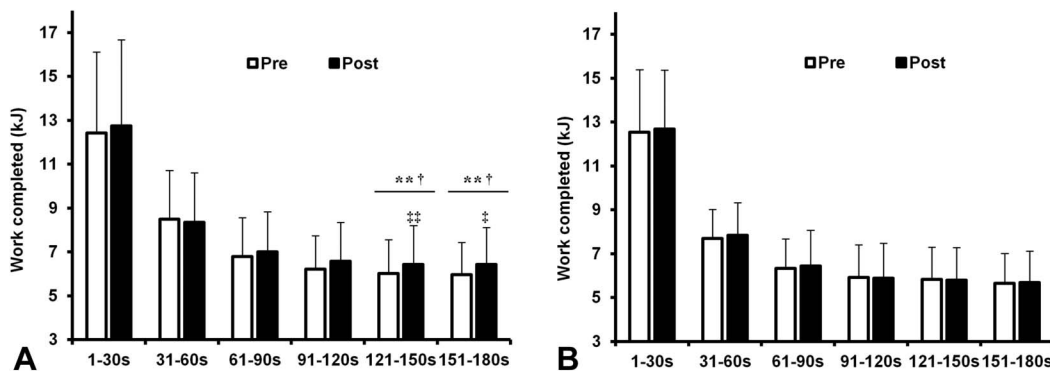 17
15
13
11
9
7
5
3
Work completed (kJ)
Pre Post
** † ** †
‡‡ ‡
1-30s 31-60s 61-90s 91-120s 121-150s 151-180s
A
17
15
13
11
9
7
5
3
Work completed (kJ)
Pre Post
1-30s 31-60s 61-90s 91-120s 121-150s 151-180s
B